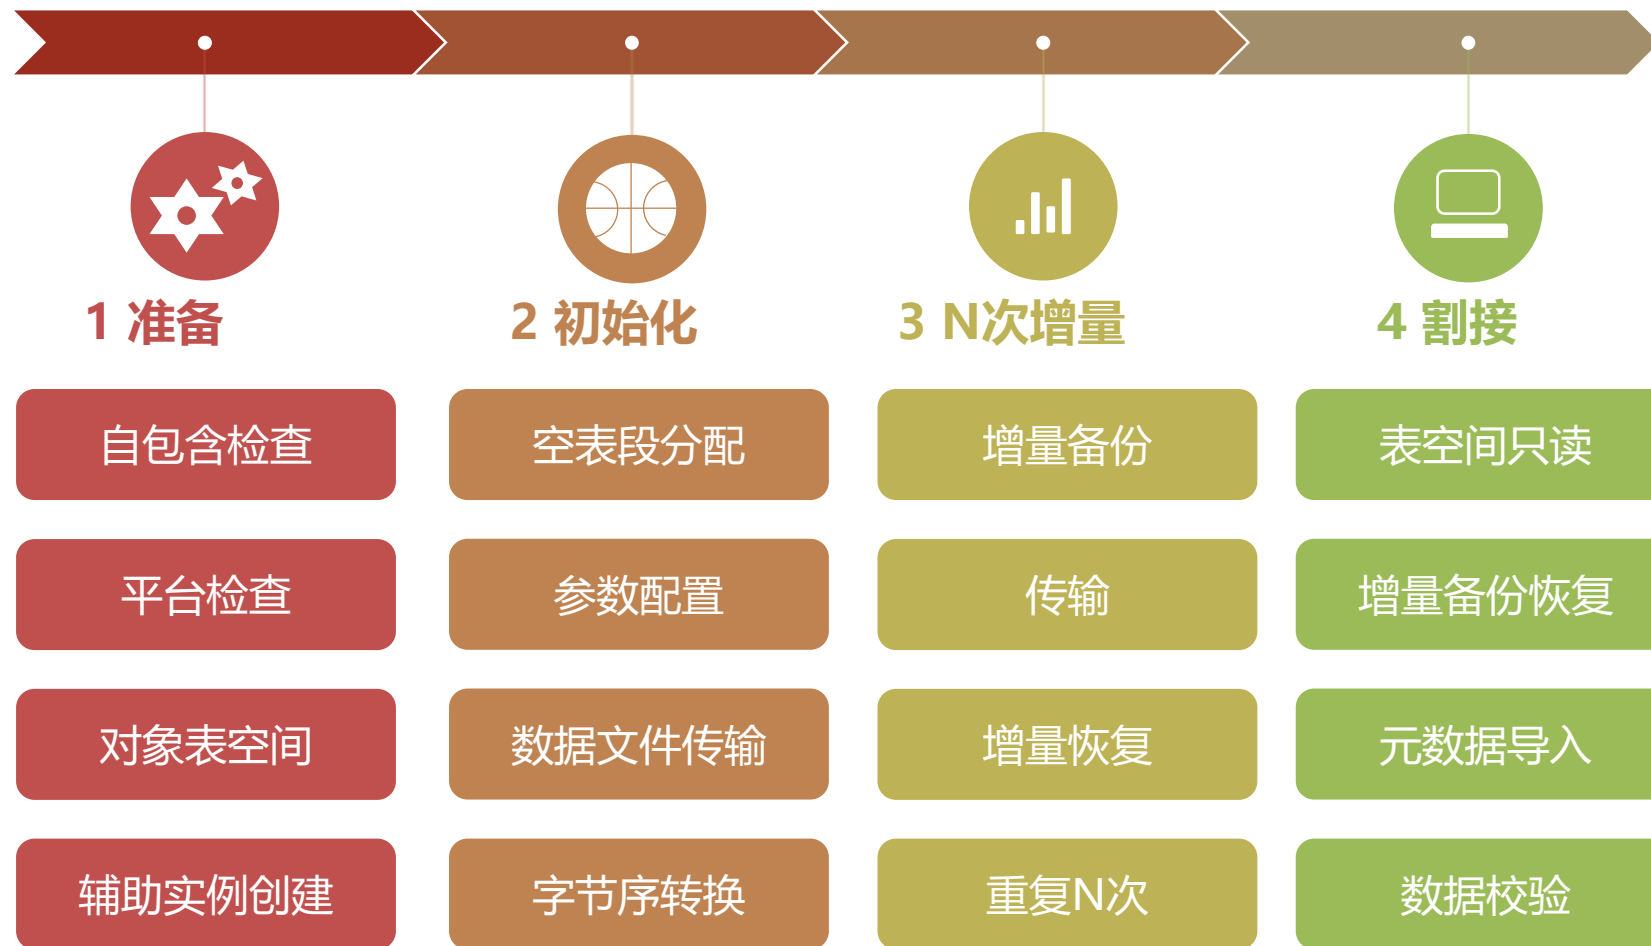 1 准备
2 初始化
3 N次增量
4 割接
自包含检查
空表段分配
增量备份
表空间只读
平台检查
参数配置
传输
增量备份恢复
对象表空间
数据文件传输
增量恢复
元数据导入
辅助实例创建
字节序转换
重复N次
数据校验